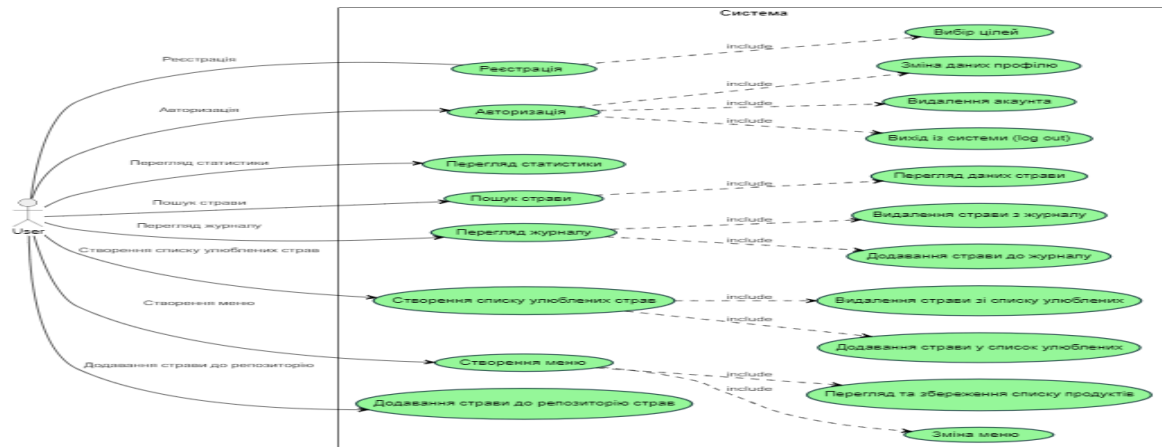 Система
Реєстрація
Реєстрація
include
Вибір цілей
Авторизація
Авторизація
include
Зміна даних профілю
include
Видалення акаунта
include
Вихід із системи (log out)
Перегляд статистики
Перегляд статистики
Пошук страви
Пошук страви
include
Перегляд даних страви
User
Перегляд журналу
Перегляд журналу
include
Видалення страви з журналу
include
Додавання страви до журналу
Створення списку улюблених страв
Створення списку улюблених страв
include
Видалення страви зі списку улюблених
include
Додавання страви у список улюблених
Створення меню
Створення меню
include
Перегляд та збереження списку продуктів
include
Зміна меню
Додавання страви до репозиторію
Додавання страви до репозиторію страв